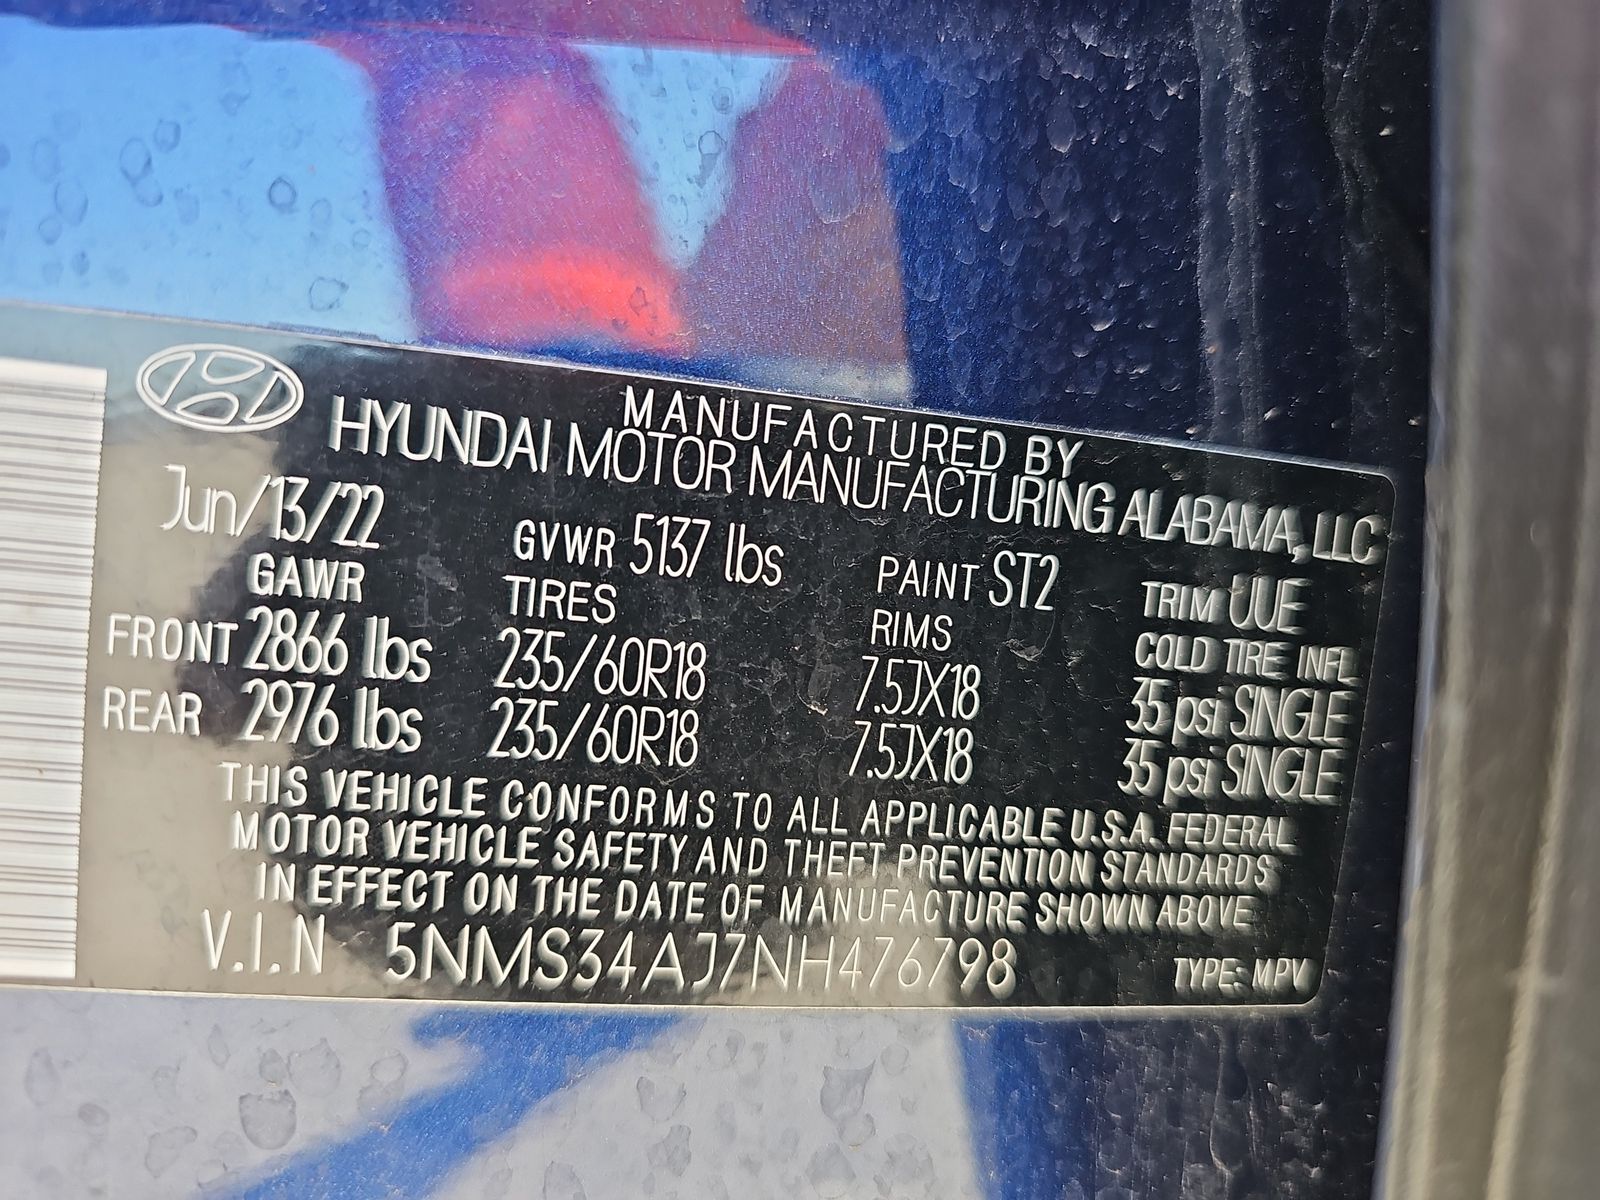 MANUFACTURED BY
HYUNDAI MOTOR MANUFACTURING ALABAMA, LLC
Jun/13/22 GVWR 5137 lbs PAINT ST2 TRIM UUE
GAWR TIRES RIMS COLD TIRE INFL
FRONT 2866 lbs 235/60R18 7.5JX18 35 psi SINGLE
REAR 2976 lbs 235/60R18 7.5JX18 35 psi SINGLE
THIS VEHICLE CONFORMS TO ALL APPLICABLE U.S.A. FEDERAL
MOTOR VEHICLE SAFETY AND THEFT PREVENTION STANDARDS
IN EFFECT ON THE DATE OF MANUFACTURE SHOWN ABOVE
V.I.N 5NMS34AJ7NH476798 TYPE: MPV